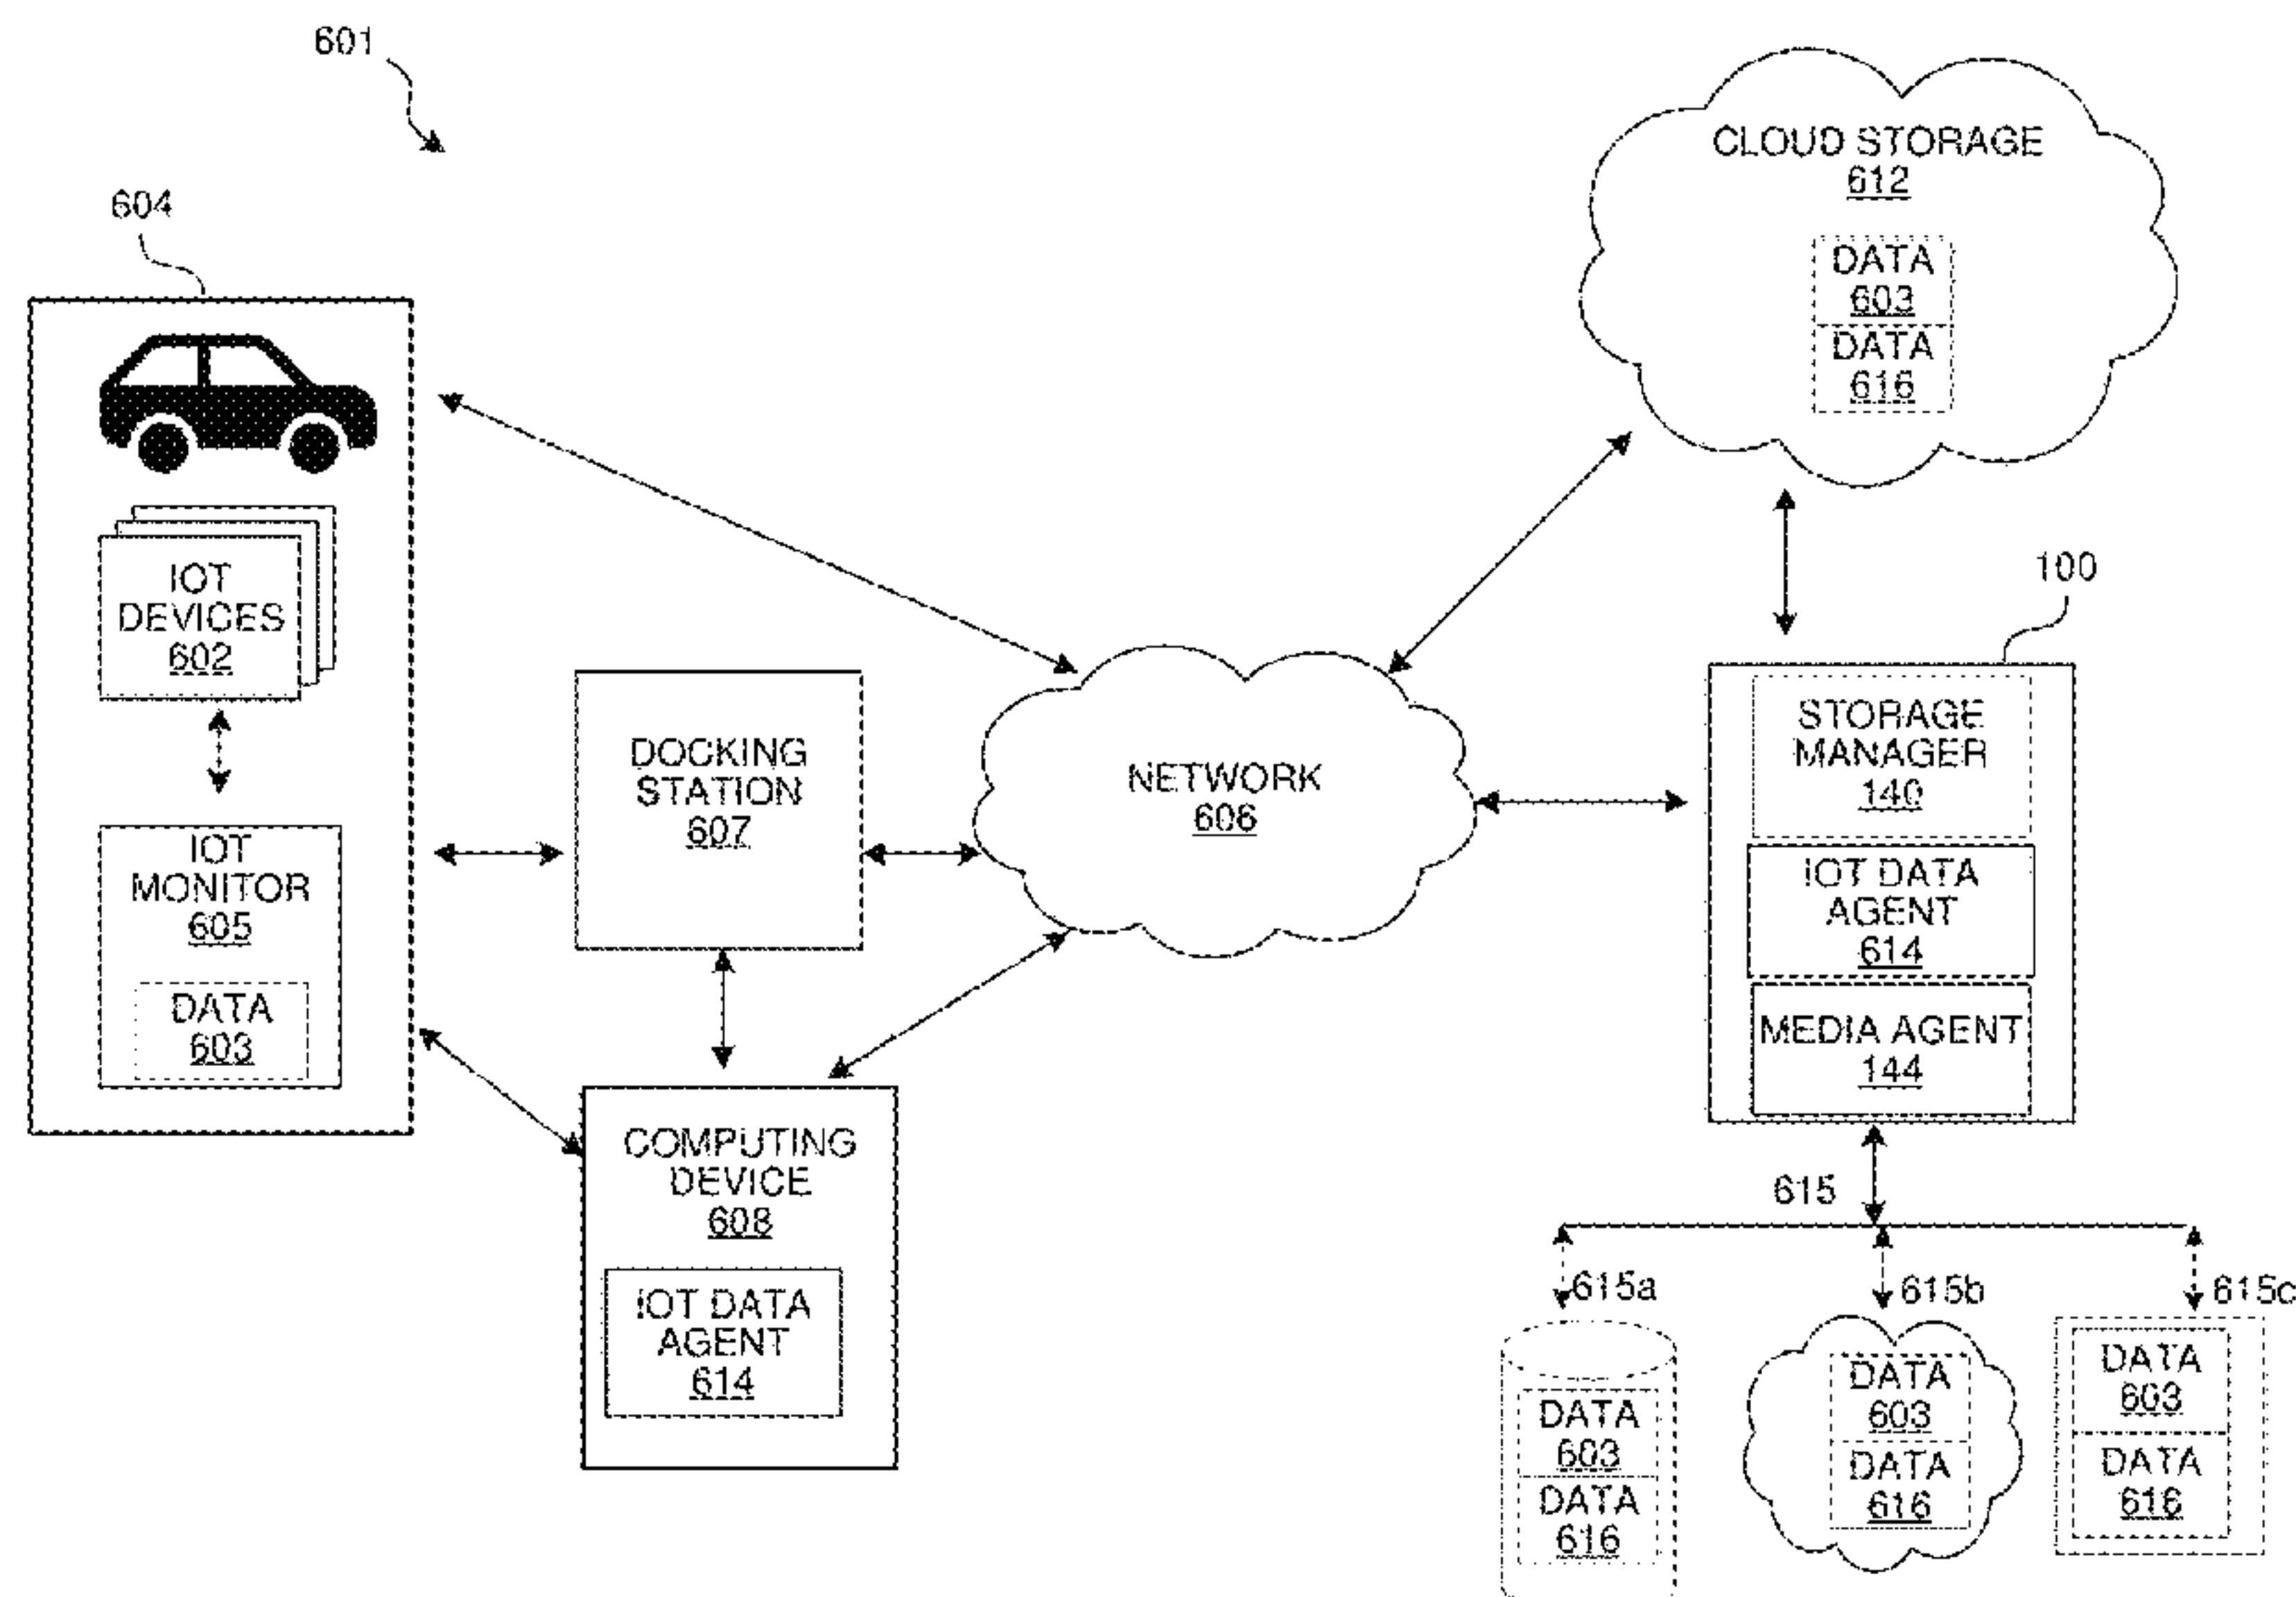 601
604
IOT
DEVICES
602
IOT
MONITOR
605
DATA
603
DOCKING
STATION
607
COMPUTING
DEVICE
608
IOT DATA
AGENT
614
NETWORK
606
CLOUD STORAGE
612
DATA
603
DATA
616
100
STORAGE
MANAGER
140
IOT DATA
AGENT
614
MEDIA AGENT
144
615
615a
615b
615c
DATA
603
DATA
616
DATA
603
DATA
616
DATA
603
DATA
616